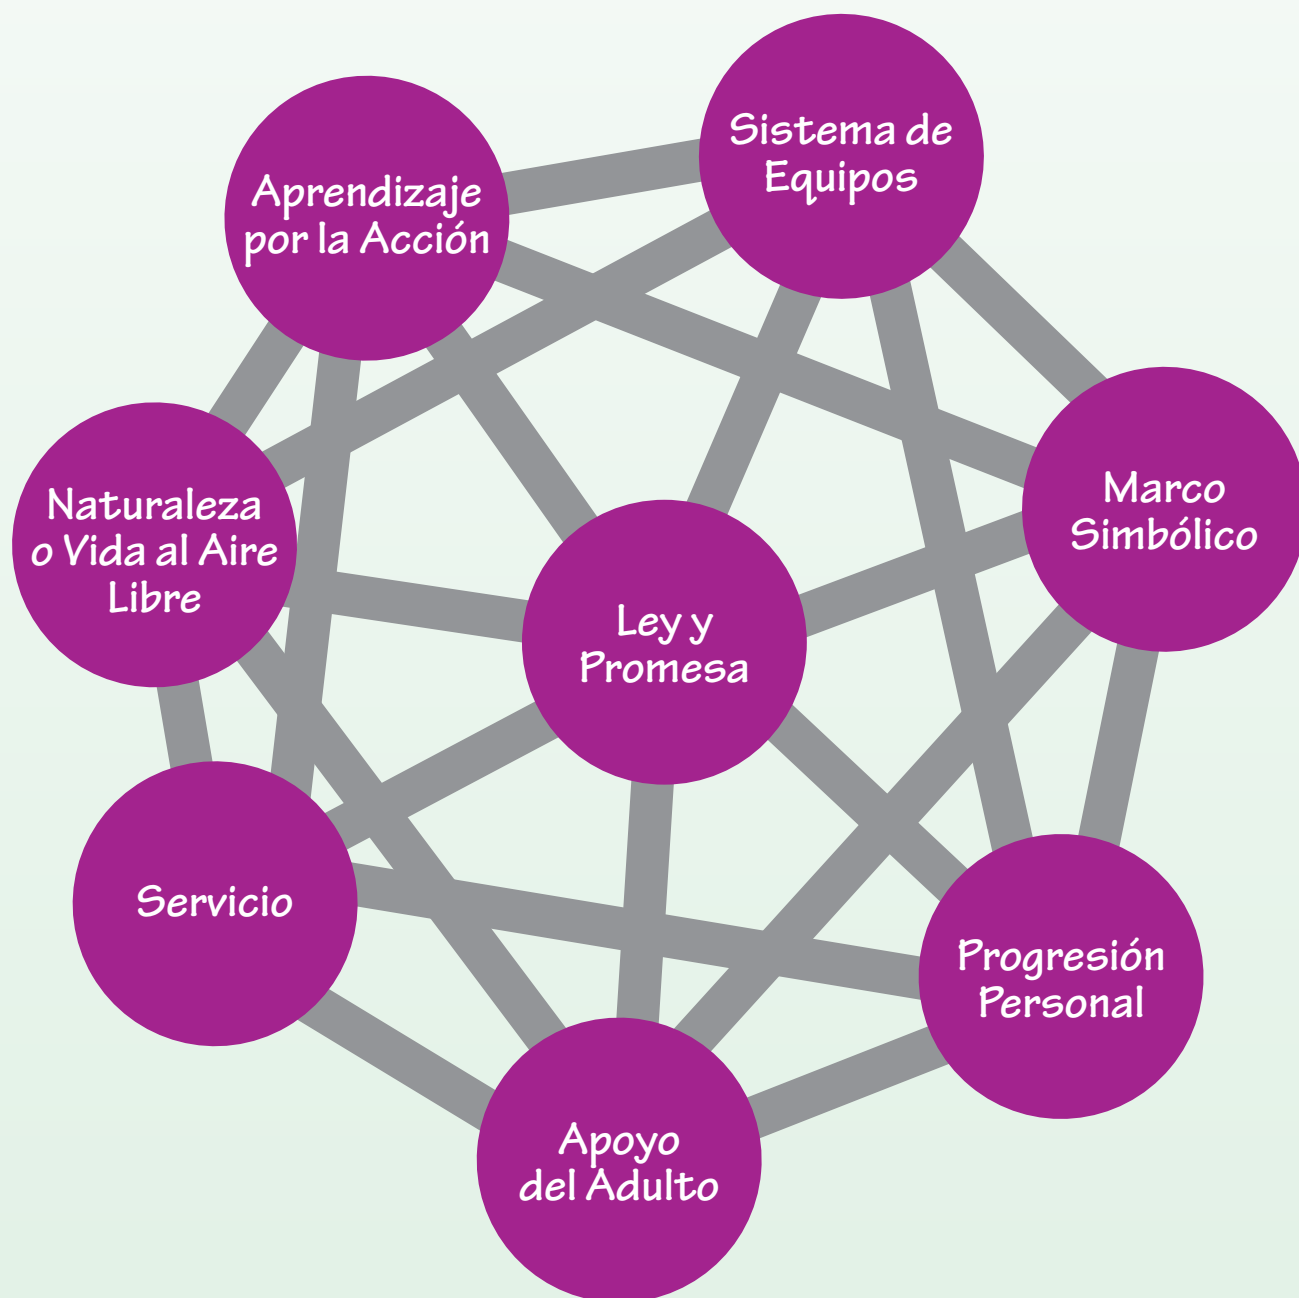 Sistema de
Equipos
Aprendizaje
por la Acción
Marco
Simbólico
Naturaleza
o Vida al Aire
Libre
Ley y
Promesa
Servicio
Progresión
Personal
Apoyo
del Adulto